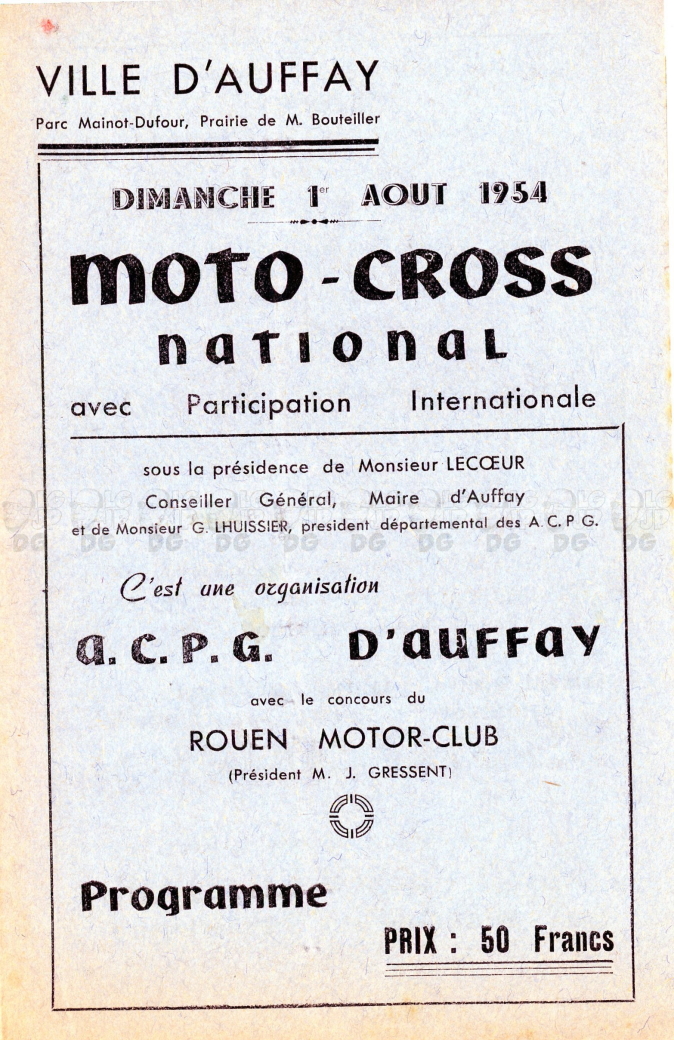 VILLE D'AUFFAY
Parc Mainot-Dufour, Prairie de M. Bouteiller
DIMANCHE 1er AOUT 1954
MOTO-CROSS
national
avec Participation Internationale
sous la présidence de Monsieur LECŒUR
Conseiller Général, Maire d'Auffay
et de Monsieur G. LHUISSIER, president départemental des A.C.P.G.
C'est une organisation
A.C.P.G. D'AUFFAY
avec le concours du
ROUEN MOTOR-CLUB
(Président M. J. GRESSENT)
Programme
PRIX : 50 Francs